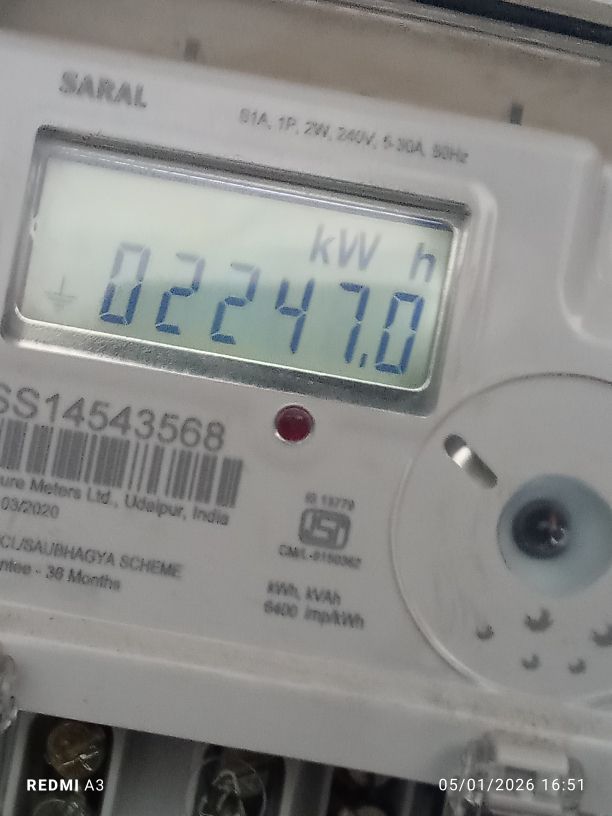 SARAL
S1A, 1P, 2W, 240V, 5-30A, 50Hz
kW h
02247.0
SS14543568
ure Meters Ltd., Udaipur, India
03/2020
CI/SAUBHAGYA SCHEME
ntee - 36 Months
IS 13779
ISI
CM/L-
kWh, kVAh
6400 imp/kWh
REDMI A3
05/01/2026 16:51